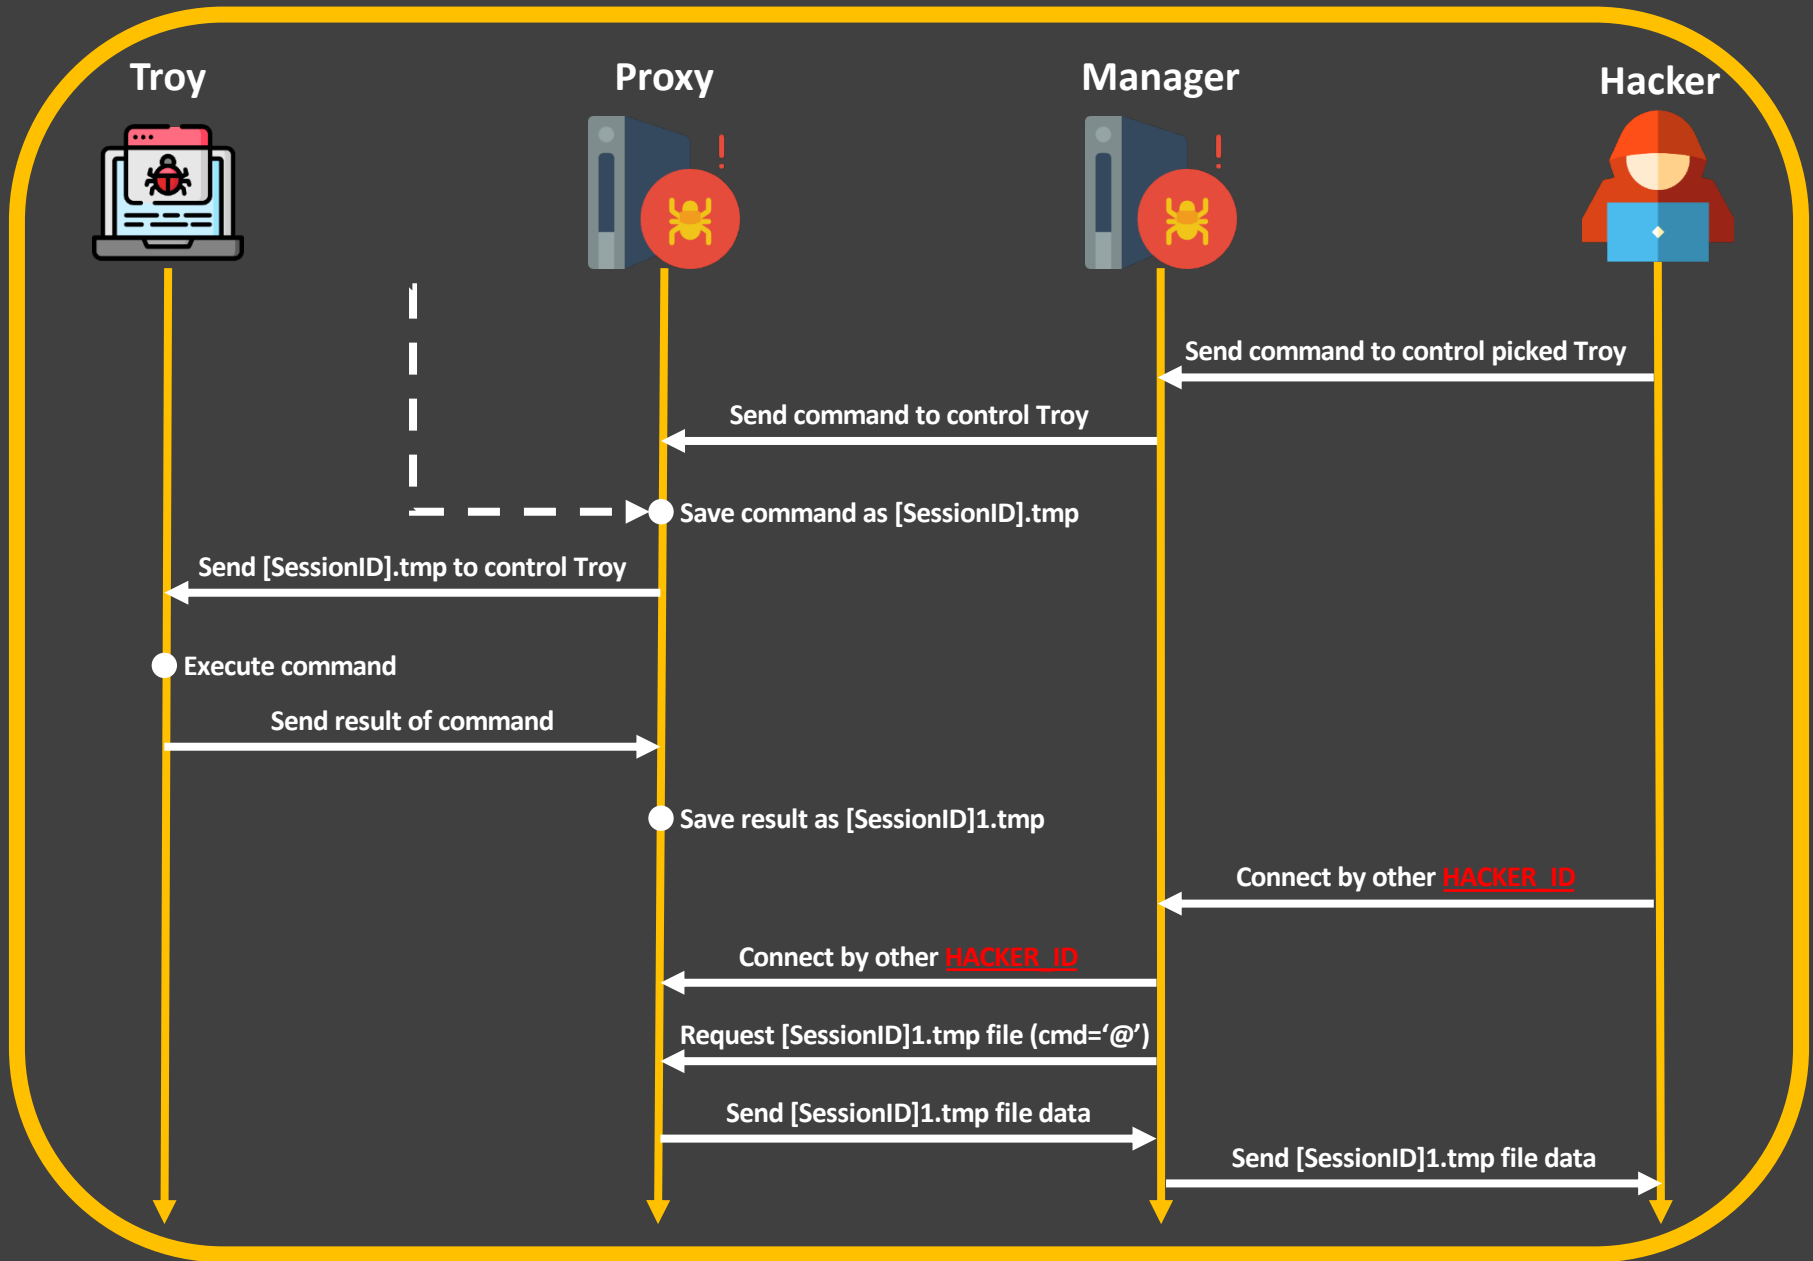 Troy
Proxy
Manager
Hacker
Send command to control picked Troy
Send command to control Troy
Save command as [SessionID].tmp
Send [SessionID].tmp to control Troy
Execute command
Send result of command
Save result as [SessionID]1.tmp
Connect by other HACKER_ID
Connect by other HACKER_ID
Request [SessionID]1.tmp file (cmd=‘@’)
Send [SessionID]1.tmp file data
Send [SessionID]1.tmp file data